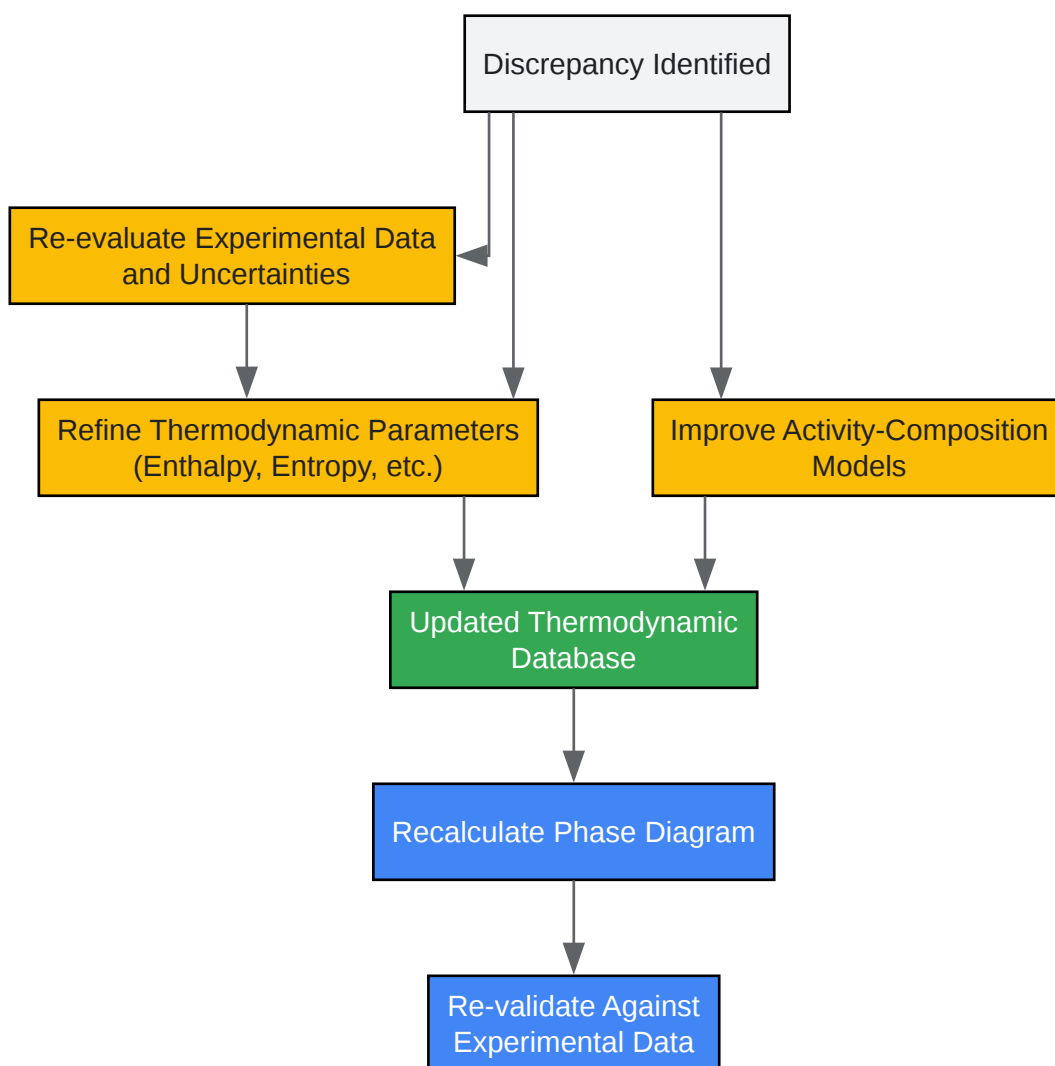 Discrepancy Identified
Re-evaluate Experimental Data
and Uncertainties
Refine Thermodynamic Parameters
(Enthalpy, Entropy, etc.)
Improve Activity-Composition
Models
Updated Thermodynamic
Database
Recalculate Phase Diagram
Re-validate Against
Experimental Data